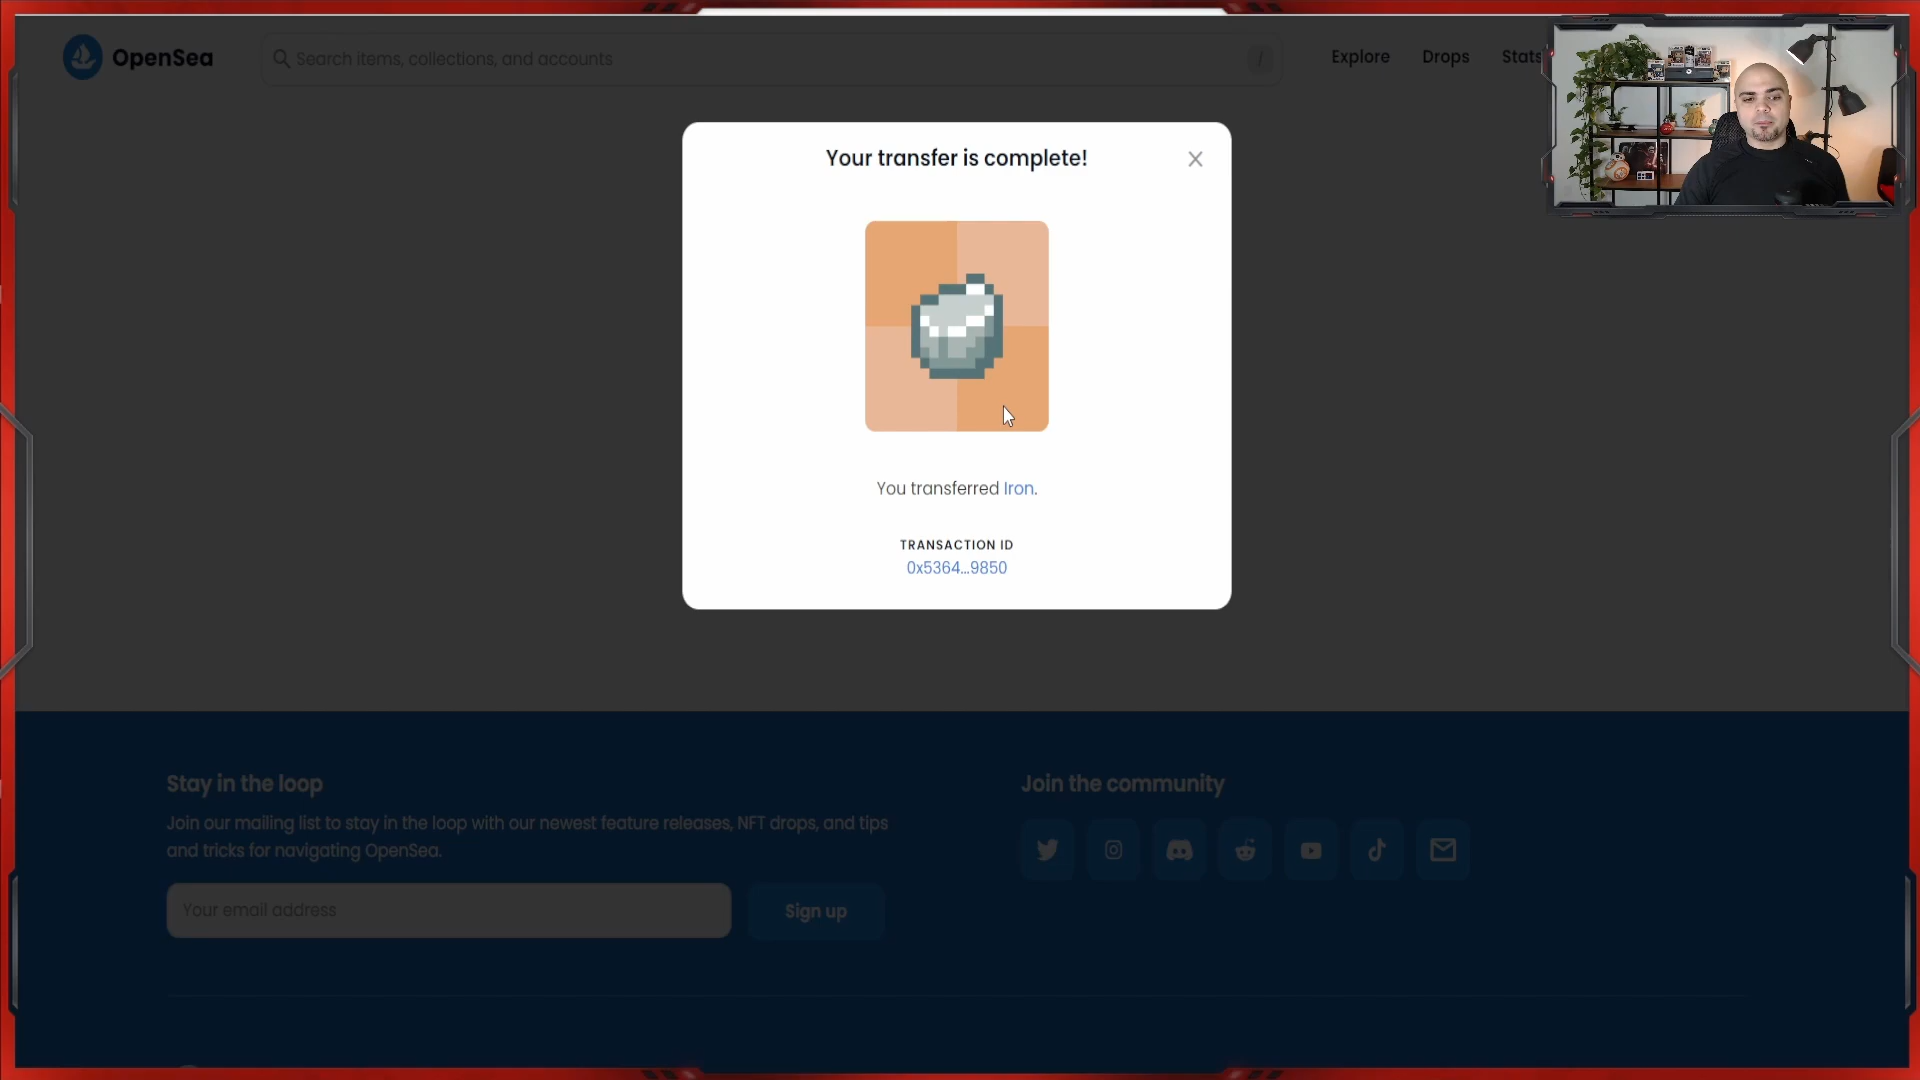 OpenSea
Search items, collections, and accounts
/
Explore
Drops
Stats
Your transfer is complete!
You transferred Iron.
TRANSACTION ID
0x5364...9850
Stay in the loop
Join our mailing list to stay in the loop with our newest feature releases, NFT drops, and tips
and tricks for navigating OpenSea.
Your email address
Sign up
Join the community